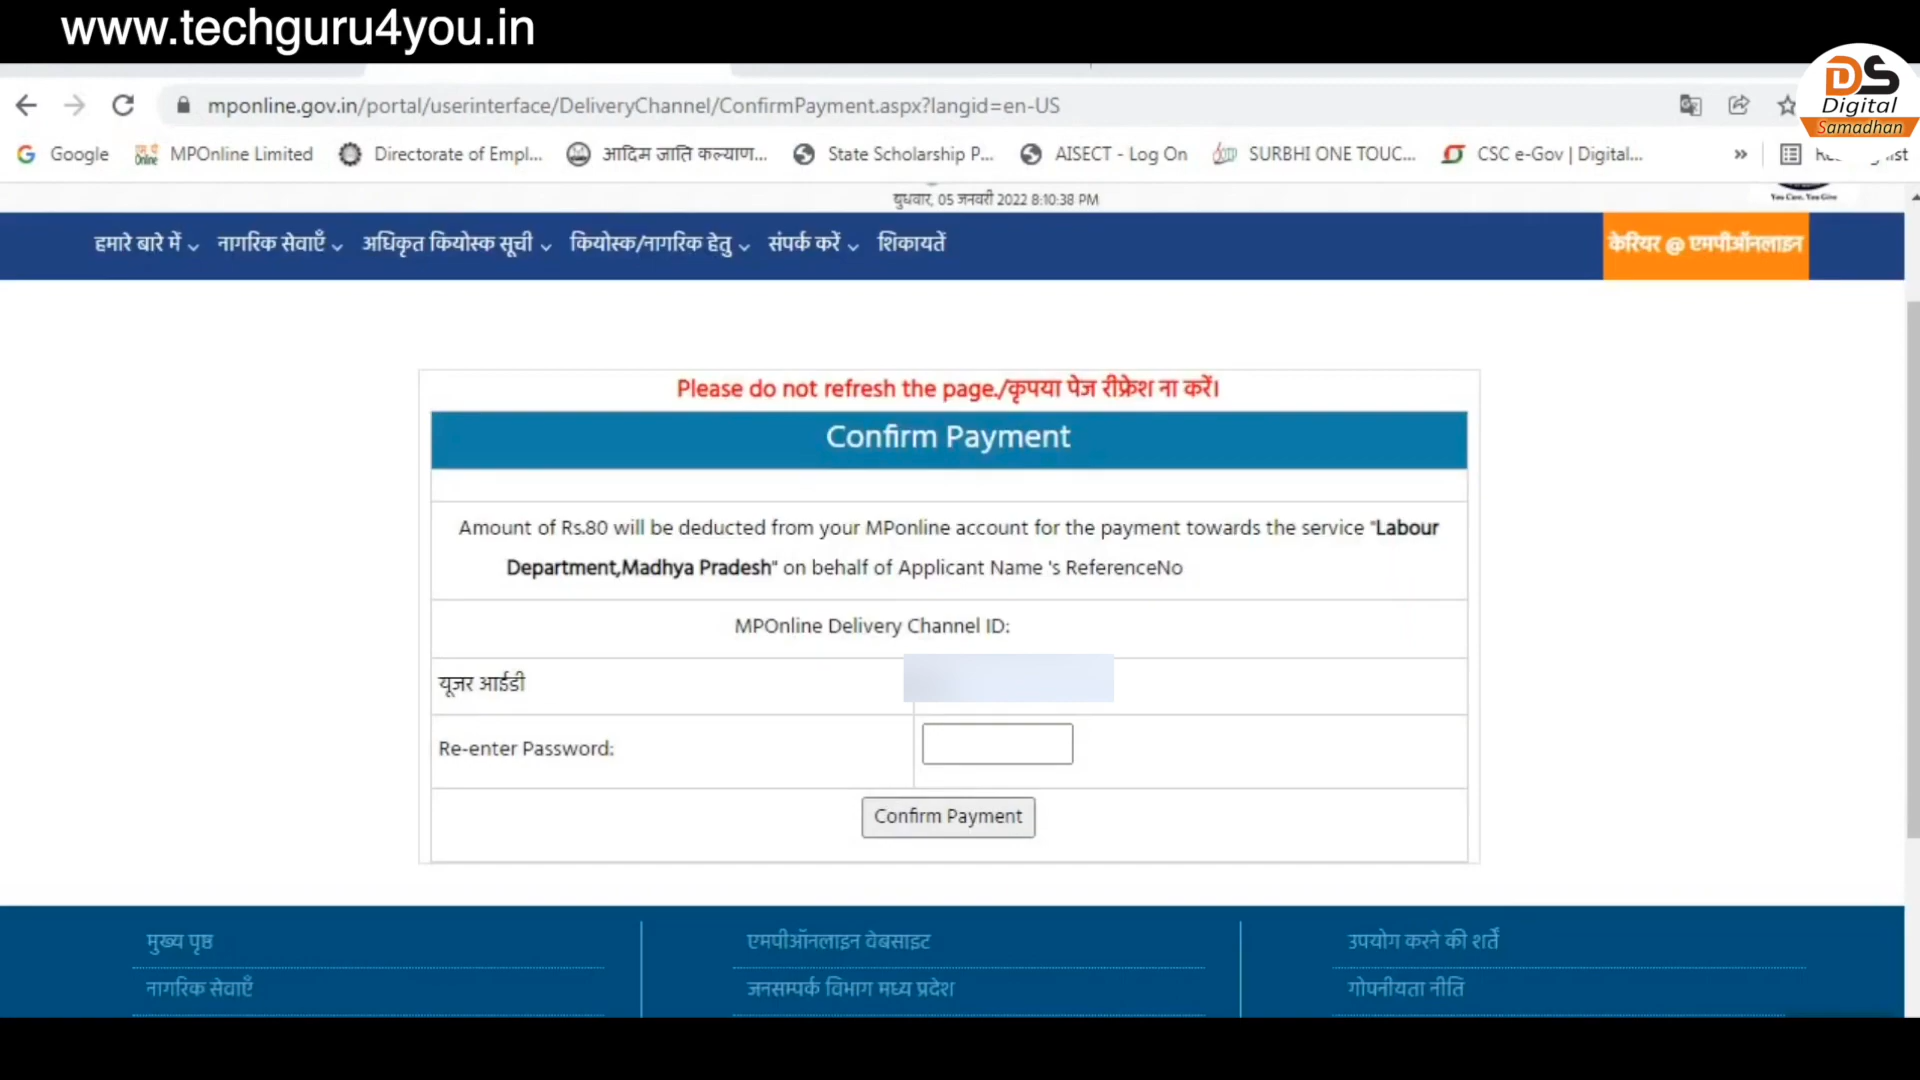 www.techguru4you.in
DS
Digital
Samadhan
mponline.gov.in/portal/userinterface/DeliveryChannel/ConfirmPayment.aspx?langid=en-US
Google MPOnline Limited Directorate of Empl... आदिम जाति कल्याण... State Scholarship P... AISECT - Log On SURBHI ONE TOUC... CSC e-Gov | Digital... »
बुधवार, 05 जनवरी 2022 8:10:38 PM
You Care, You Give
हमारे बारे में नागरिक सेवाएँ अधिकृत कियोस्क सूची कियोस्क/नागरिक हेतु संपर्क करें शिकायतें केरियर @ एमपीऑनलाइन
Please do not refresh the page./कृपया पेज रीफ्रेश ना करें।
Confirm Payment
Amount of Rs.80 will be deducted from your MPonline account for the payment towards the service "Labour
Department,Madhya Pradesh" on behalf of Applicant Name 's ReferenceNo
MPOnline Delivery Channel ID:
यूजर आईडी
Re-enter Password:
Confirm Payment
मुख्य पृष्ठ एमपीऑनलाइन वेबसाइट उपयोग करने की शर्तें
नागरिक सेवाएँ जनसम्पर्क विभाग मध्य प्रदेश गोपनीयता नीति